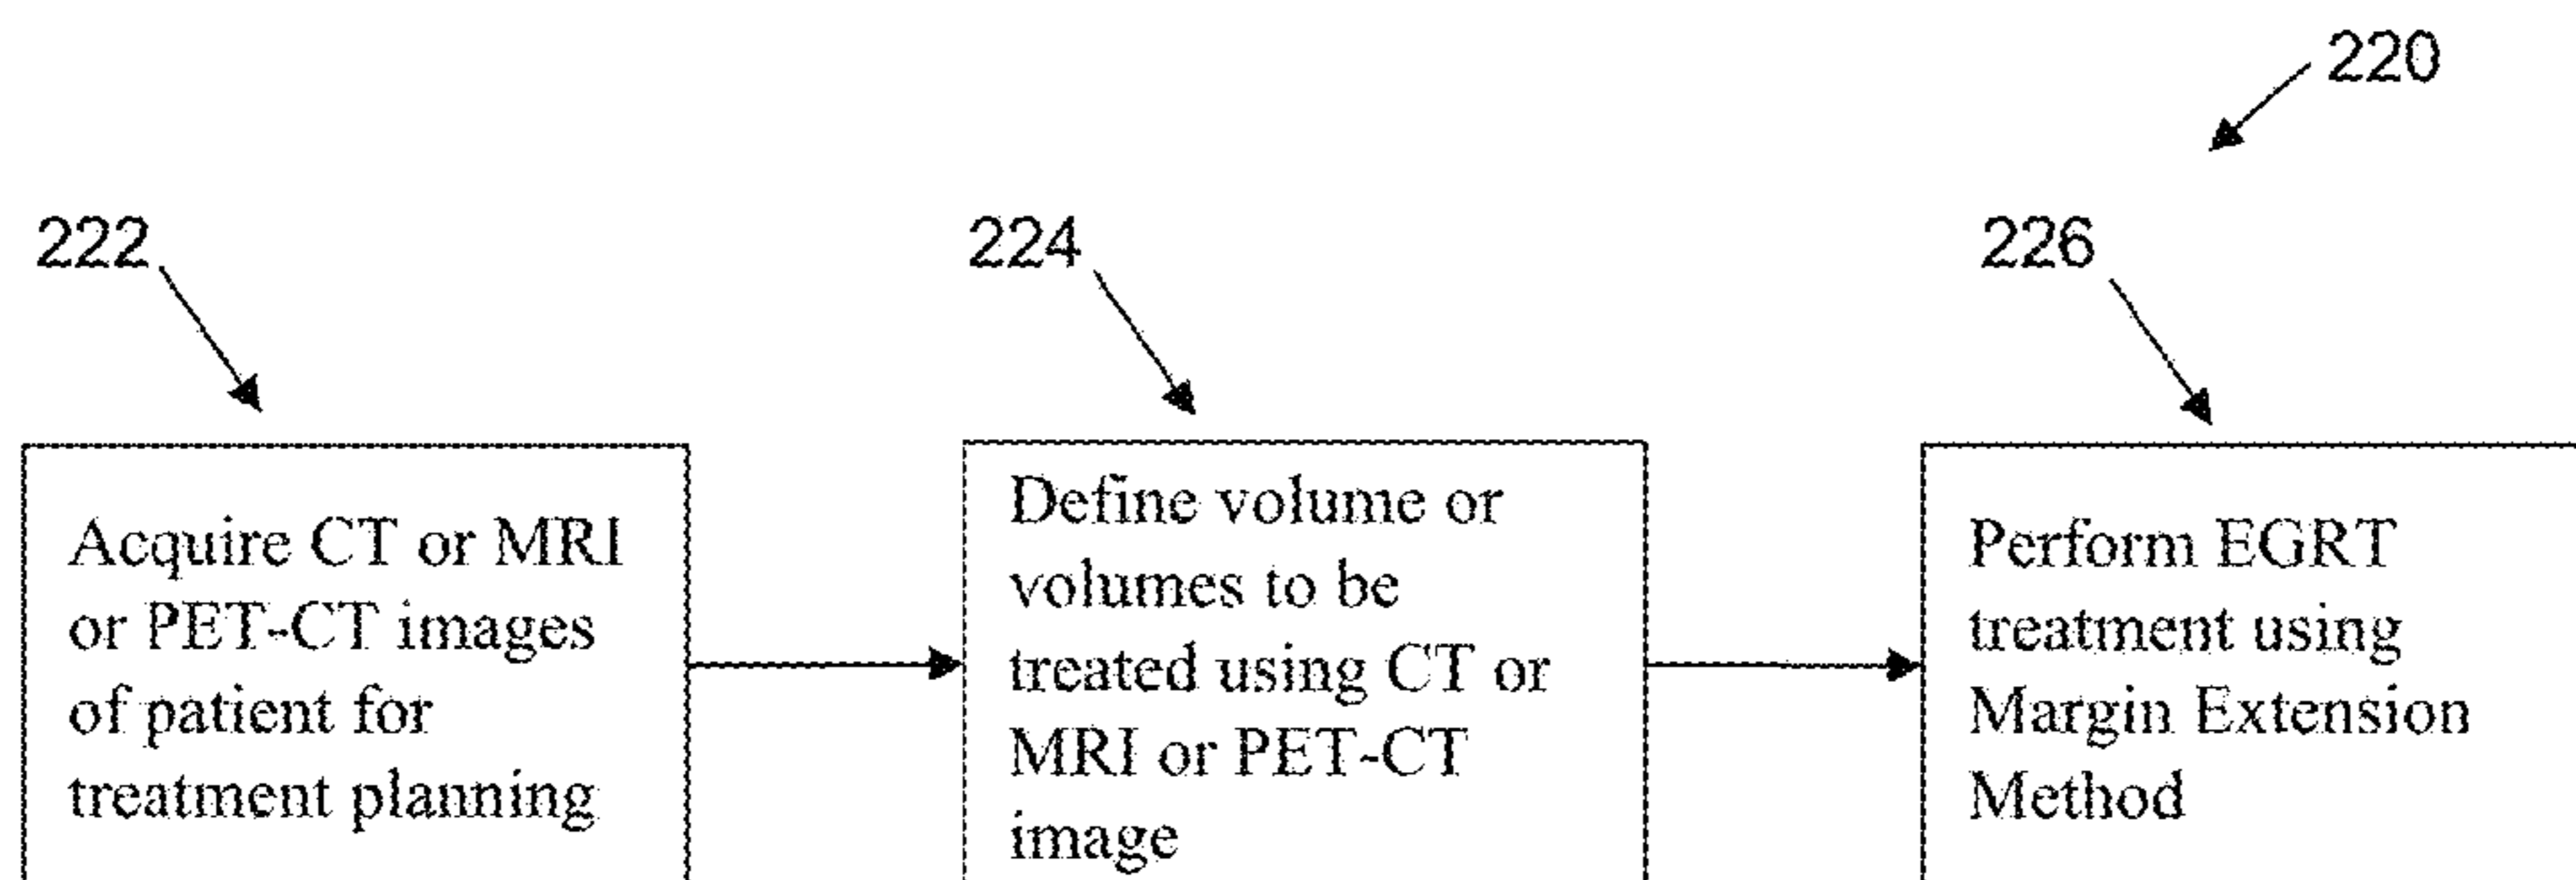 220
222
224
226
Acquire CT or MRI
or PET-CT images
of patient for
treatment planning
Define volume or
volumes to be
treated using CT or
MRI or PET-CT
image
Perform EGRT
treatment using
Margin Extension
Method